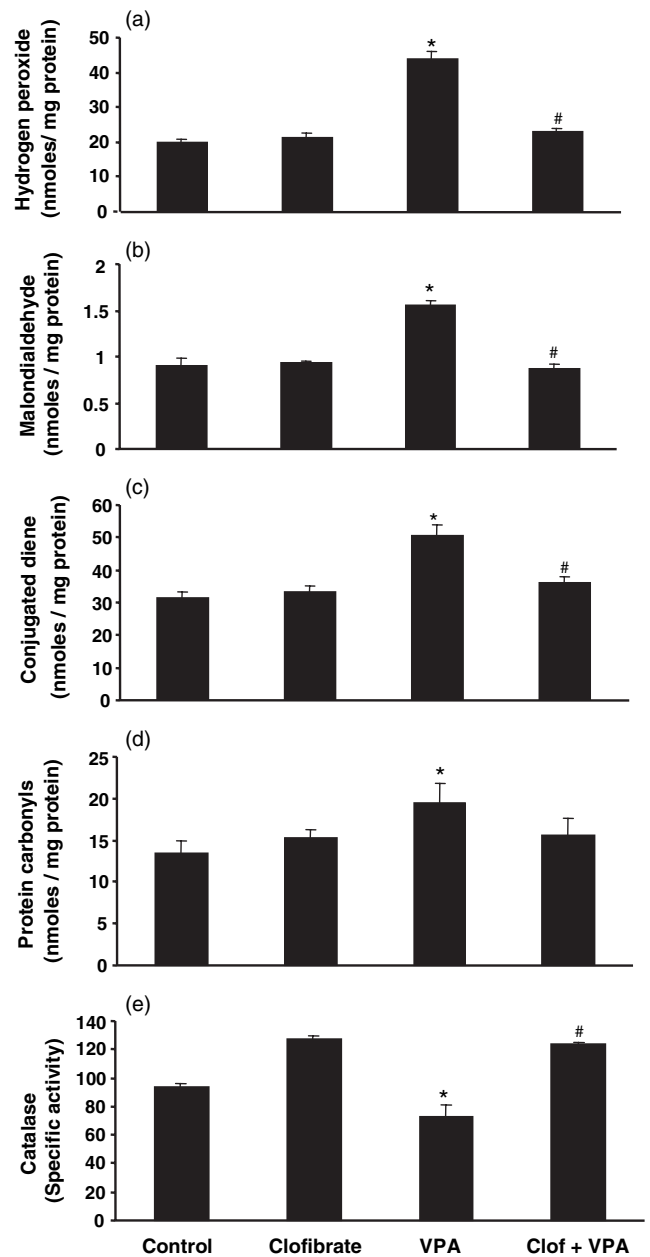 (a)
Hydrogen peroxide
(nmoles/ mg protein)
50
40
30
20
10
0
*
#
(b)
Malondialdehyde
(nmoles / mg protein)
2
1.5
1
0.5
0
*
#
(c)
Conjugated diene
(nmoles / mg protein)
60
50
40
30
20
10
0
*
#
(d)
Protein carbonyls
(nmoles / mg protein)
25
20
15
10
5
0
*
(e)
Catalase
(Specific activity)
140
120
100
80
60
40
20
0
*
#
Control Clofibrate VPA Clof + VPA